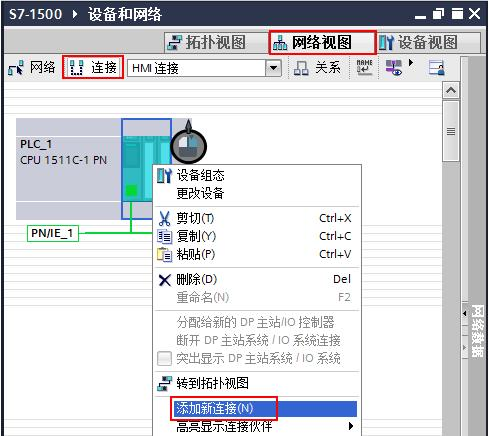 S7-1500 ▸ 设备和网络
拓扑视图 网络视图 设备视图
网络 连接 HMI 连接 关系 NAME
PLC_1
CPU 1511C-1 PN
PN/IE_1
设备组态
更改设备
剪切(T) Ctrl+X
复制(Y) Ctrl+C
粘贴(P) Ctrl+V
删除(D) Del
重命名(N) F2
分配给新的 DP 主站/IO 控制器
断开 DP 主站系统 / IO 系统连接
突出显示 DP 主站系统 / IO 系统
转到拓扑视图
添加新连接(N)
高亮显示连接伙伴
网络数据